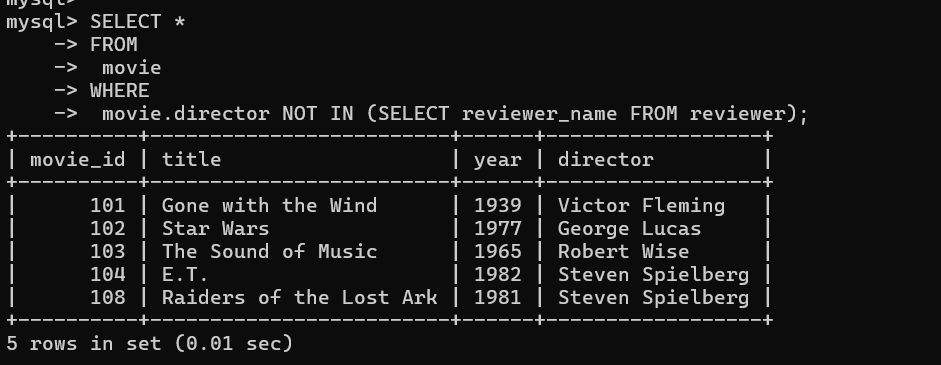 mysql>
mysql> SELECT *
    -> FROM
    ->  movie
    -> WHERE
    ->  movie.director NOT IN (SELECT reviewer_name FROM reviewer);
+----------+-------------------------+------+------------------+
| movie_id | title                   | year | director         |
+----------+-------------------------+------+------------------+
|      101 | Gone with the Wind      | 1939 | Victor Fleming   |
|      102 | Star Wars               | 1977 | George Lucas     |
|      103 | The Sound of Music      | 1965 | Robert Wise      |
|      104 | E.T.                    | 1982 | Steven Spielberg |
|      108 | Raiders of the Lost Ark | 1981 | Steven Spielberg |
+----------+-------------------------+------+------------------+
5 rows in set (0.01 sec)